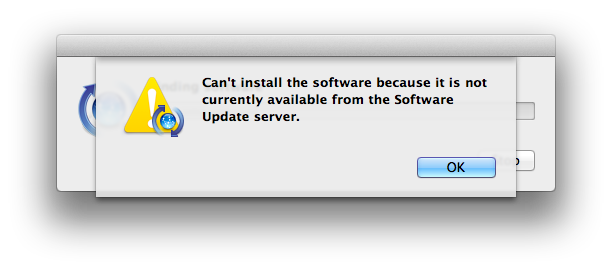 Can't install the software because it is not
currently available from the Software
Update server.
OK